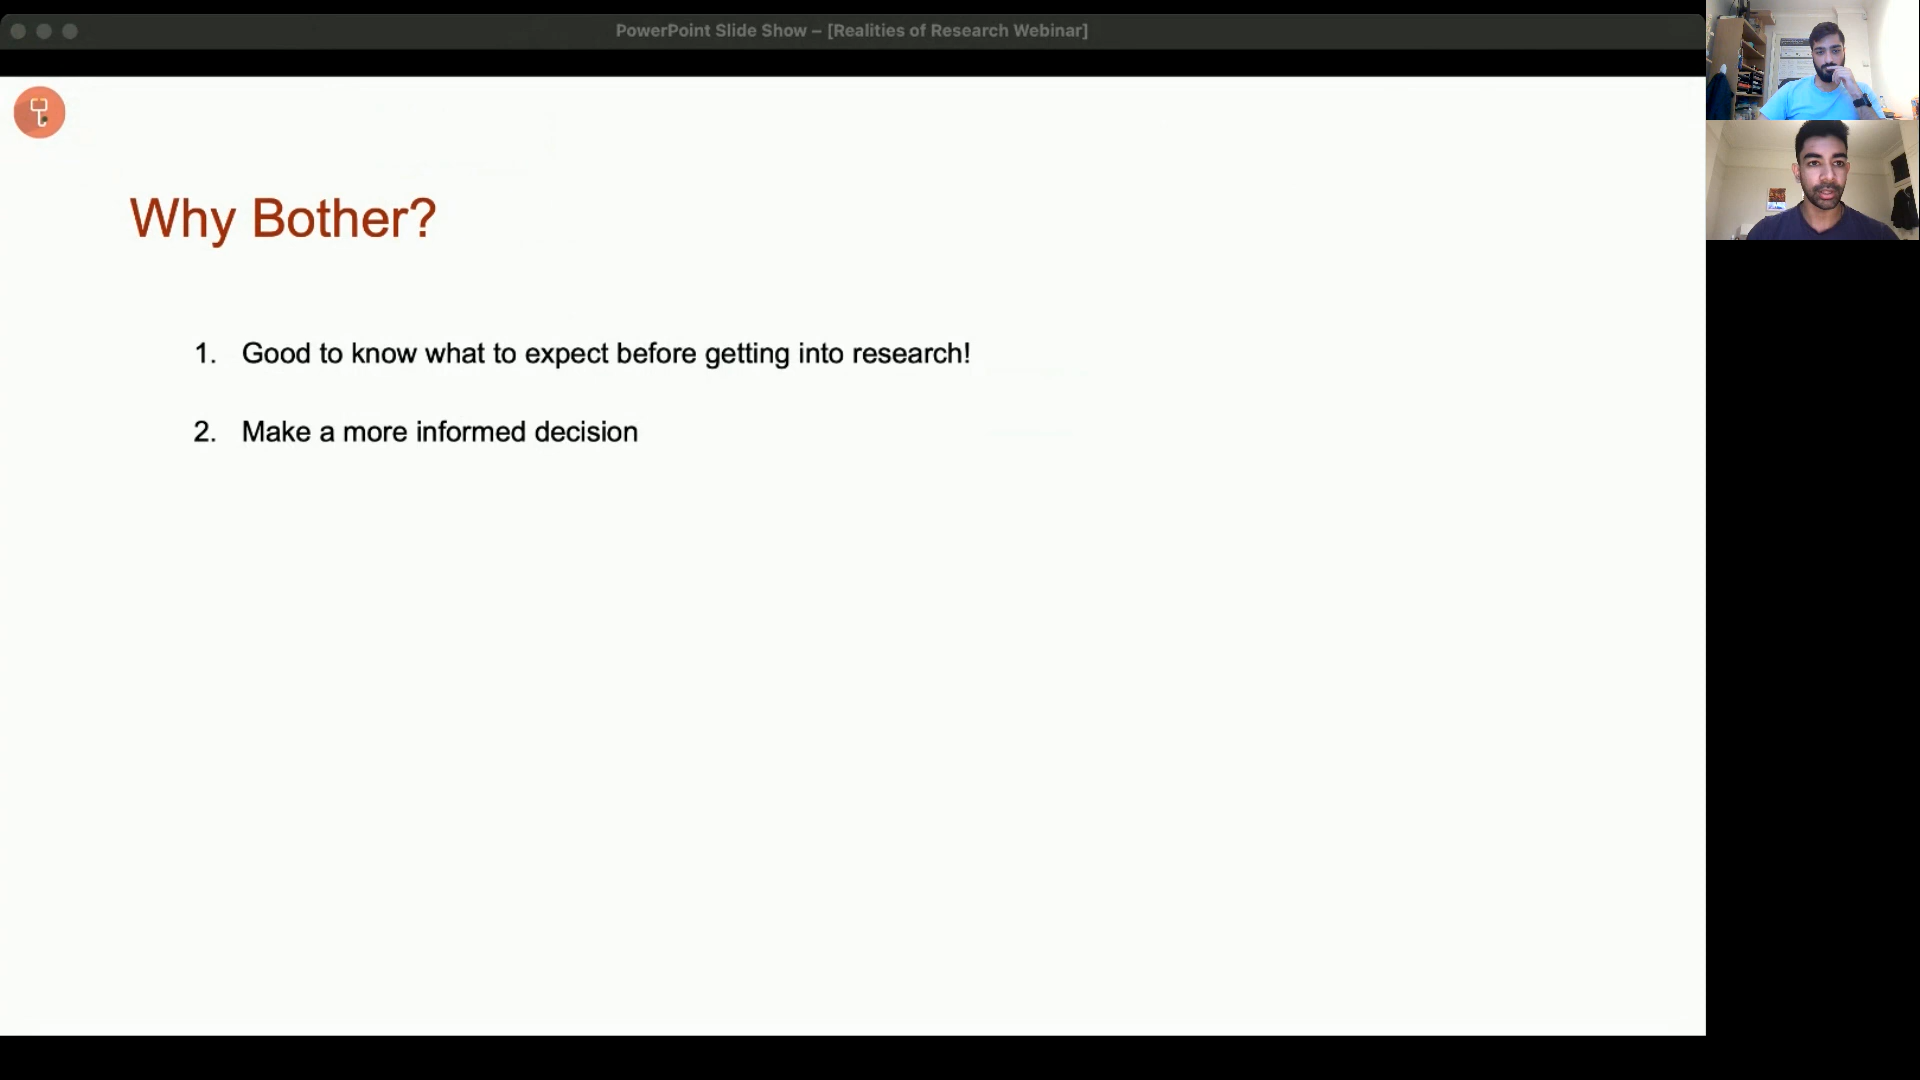 PowerPoint Slide Show – [Realities of Research Webinar]
Why Bother?
1. Good to know what to expect before getting into research!
2. Make a more informed decision